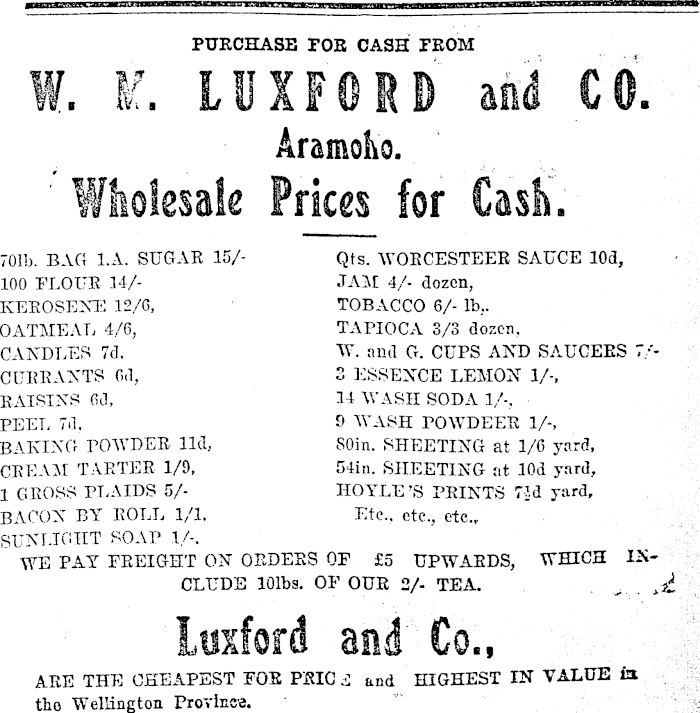 PURCHASE FOR CASH FROM
W. M. LUXFORD and CO.
Aramoho.
Wholesale Prices for Cash.
70lb. BAG 1.A. SUGAR 15/-
100 FLOUR 14/-
KEROSENE 12/6,
OATMEAL 4/6,
CANDLES 7d,
CURRANTS 6d,
RAISINS 6d,
PEEL 7d,
BAKING POWDER 11d,
CREAM TARTER 1/9,
1 GROSS PLAIDS 5/-
BACON BY ROLL 1/1,
SUNLIGHT SOAP 1/-.
Qts. WORCESTEER SAUCE 10d,
JAM 4/- dozen,
TOBACCO 6/- lb,.
TAPIOCA 3/3 dozen,
W. and G. CUPS AND SAUCERS 7/-
3 ESSENCE LEMON 1/-,
14 WASH SODA 1/-,
9 WASH POWDEER 1/-,
80in. SHEETING at 1/6 yard,
54in. SHEETING at 10d yard,
HOYLE'S PRINTS 7½d yard,
Etc., etc., etc.,
WE PAY FREIGHT ON ORDERS OF £5 UPWARDS, WHICH IN-
CLUDE 10lbs. OF OUR 2/- TEA.
Luxford and Co.,
ARE THE CHEAPEST FOR PRICE and HIGHEST IN VALUE in
the Wellington Province.